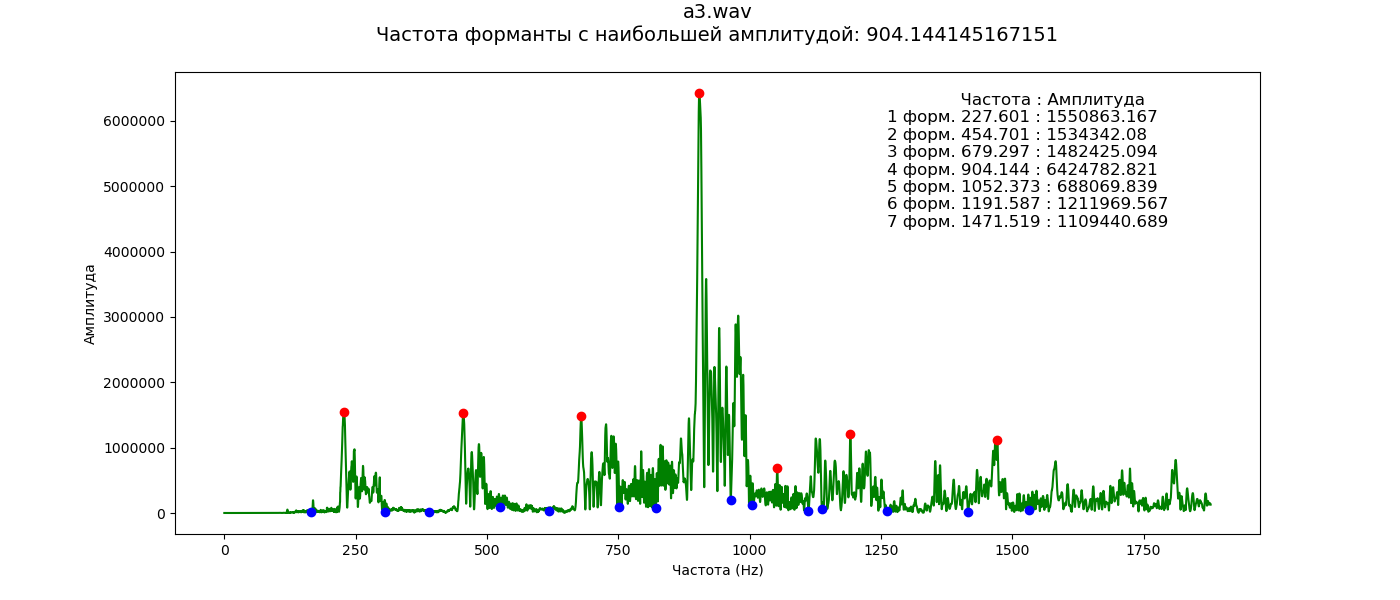 a3.wav
Частота форманты с наибольшей амплитудой: 904.144145167151
Частота : Амплитуда
1 форм. 227.601 : 1550863.167
2 форм. 454.701 : 1534342.08
3 форм. 679.297 : 1482425.094
4 форм. 904.144 : 6424782.821
5 форм. 1052.373 : 688069.839
6 форм. 1191.587 : 1211969.567
7 форм. 1471.519 : 1109440.689
6000000
5000000
4000000
3000000
2000000
1000000
0
Амплитуда
0 250 500 750 1000 1250 1500 1750
Частота (Hz)